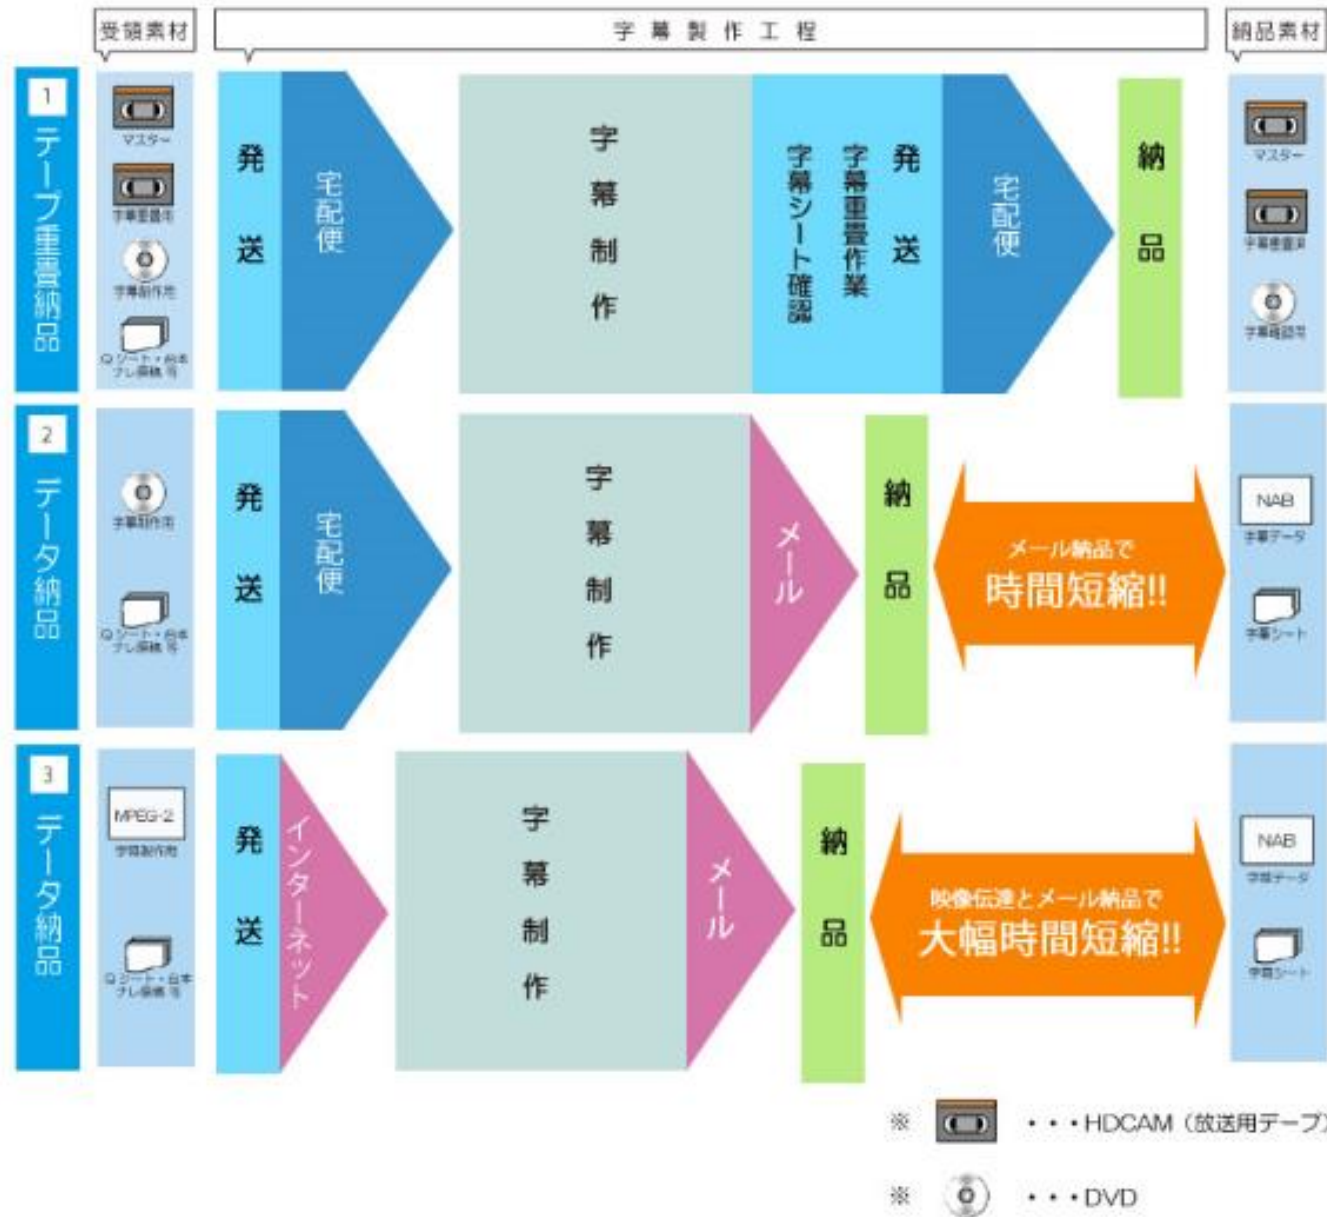 受領素材
字幕製作工程
納品素材
1
テープ重畳納品
マスター
字幕重畳用
字幕制作用
Qシート・台本
ナレ原稿 等
発送
宅配便
字幕制作
字幕シート確認
字幕重畳作業
発送
宅配便
納品
マスター
字幕重畳済
字幕確認用
2
データ納品
字幕制作用
Qシート・台本
ナレ原稿 等
発送
宅配便
字幕制作
メール
納品
メール納品で
時間短縮!!
NAB
字幕データ
字幕シート
3
データ納品
MPEG-2
字幕制作用
Qシート・台本
ナレ原稿 等
発送
インターネット
字幕制作
メール
納品
映像伝達とメール納品で
大幅時間短縮!!
NAB
字幕データ
字幕シート
※ ・・・HDCAM（放送用テープ）
※ ・・・DVD